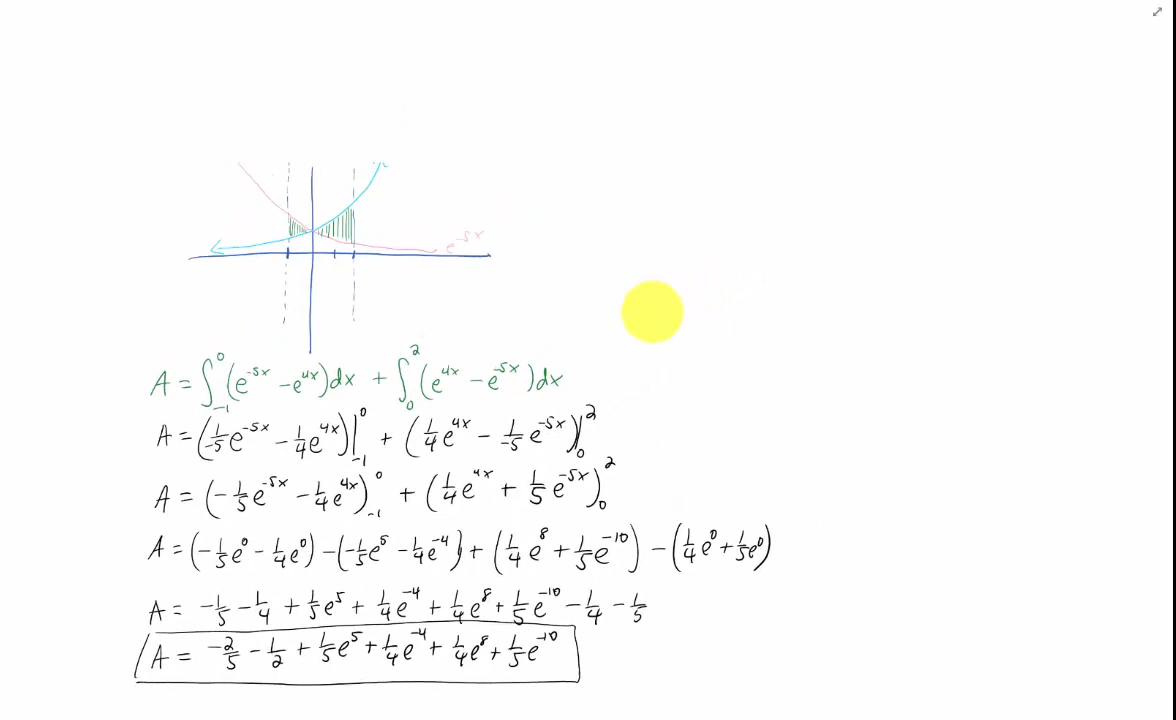 e^{-5x}
A = ∫_{-1}^{0} (e^{-5x} - e^{4x}) dx + ∫_{0}^{2} (e^{4x} - e^{-5x}) dx
A = (1/-5 e^{-5x} - 1/4 e^{4x})|_{-1}^{0} + (1/4 e^{4x} - 1/-5 e^{-5x})|_{0}^{2}
A = (-1/5 e^{-5x} - 1/4 e^{4x})_{-1}^{0} + (1/4 e^{4x} + 1/5 e^{-5x})_{0}^{2}
A = (-1/5 e^0 - 1/4 e^0) - (-1/5 e^5 - 1/4 e^{-4}) + (1/4 e^8 + 1/5 e^{-10}) - (1/4 e^0 + 1/5 e^0)
A = -1/5 - 1/4 + 1/5 e^5 + 1/4 e^{-4} + 1/4 e^8 + 1/5 e^{-10} - 1/4 - 1/5
A = -2/5 - 1/2 + 1/5 e^5 + 1/4 e^{-4} + 1/4 e^8 + 1/5 e^{-10}